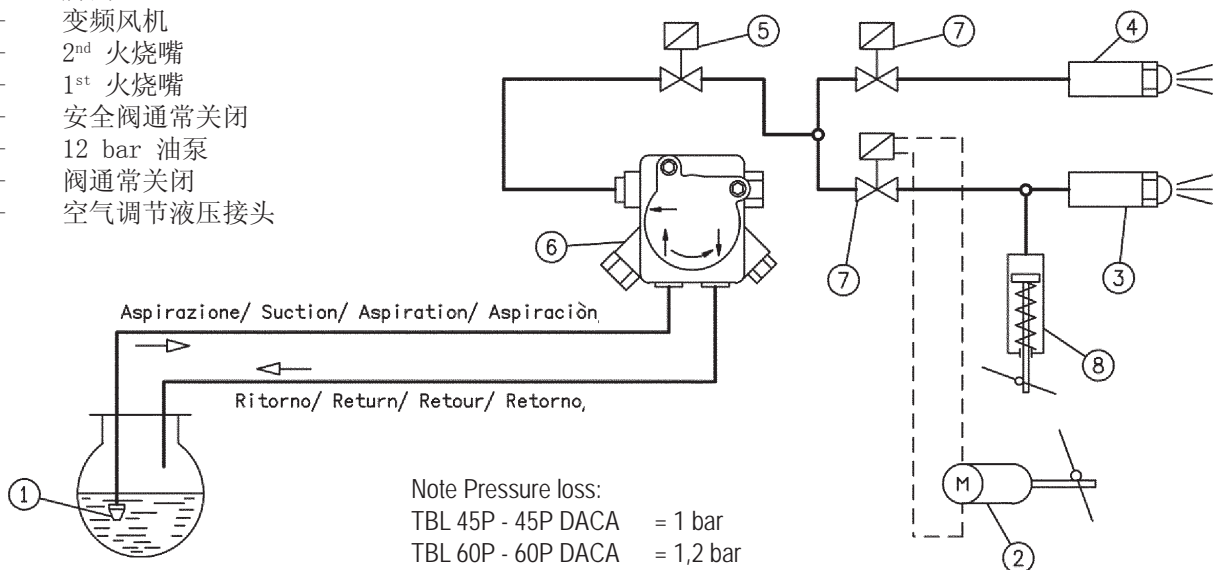 - 变频风机
- 2nd 火烧嘴
- 1st 火烧嘴
- 安全阀通常关闭
- 12 bar 油泵
- 阀通常关闭
- 空气调节液压接头
5
7
4
6
7
3
8
Aspirazione/ Suction/ Aspiration/ Aspiraciòn,
Ritorno/ Return/ Retour/ Retorno,
1
M
2
Note Pressure loss:
TBL 45P - 45P DACA = 1 bar
TBL 60P - 60P DACA = 1,2 bar